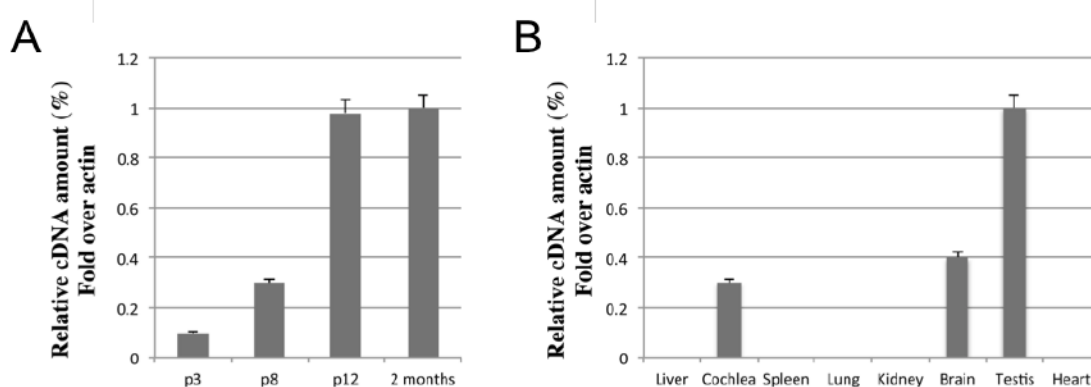 A
Relative cDNA amount (%)
Fold over actin
1.2
1
0.8
0.6
0.4
0.2
0
p3 p8 p12 2 months
B
Relative cDNA amount (%)
Fold over actin
1.2
1
0.8
0.6
0.4
0.2
0
Liver Cochlea Spleen Lung Kidney Brain Testis Heart